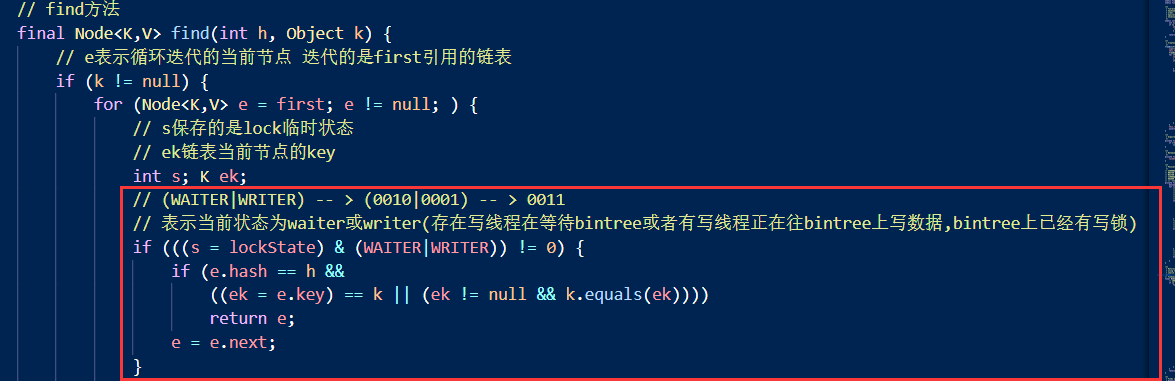 // find方法
final Node<K,V> find(int h, Object k) {
// e表示循环迭代的当前节点 迭代的是first引用的链表
if (k != null) {
for (Node<K,V> e = first; e != null; ) {
// s保存的是lock临时状态
// ek链表当前节点的key
int s; K ek;
// (WAITER|WRITER) -- > (0010|0001) -- > 0011
// 表示当前状态为waiter或writer(存在写线程在等待bintree或者有写线程正在往bintree上写数据,bintree上已经有写锁)
if (((s = lockState) & (WAITER|WRITER)) != 0) {
if (e.hash == h &&
((ek = e.key) == k || (ek != null && k.equals(ek))))
return e;
e = e.next;
}